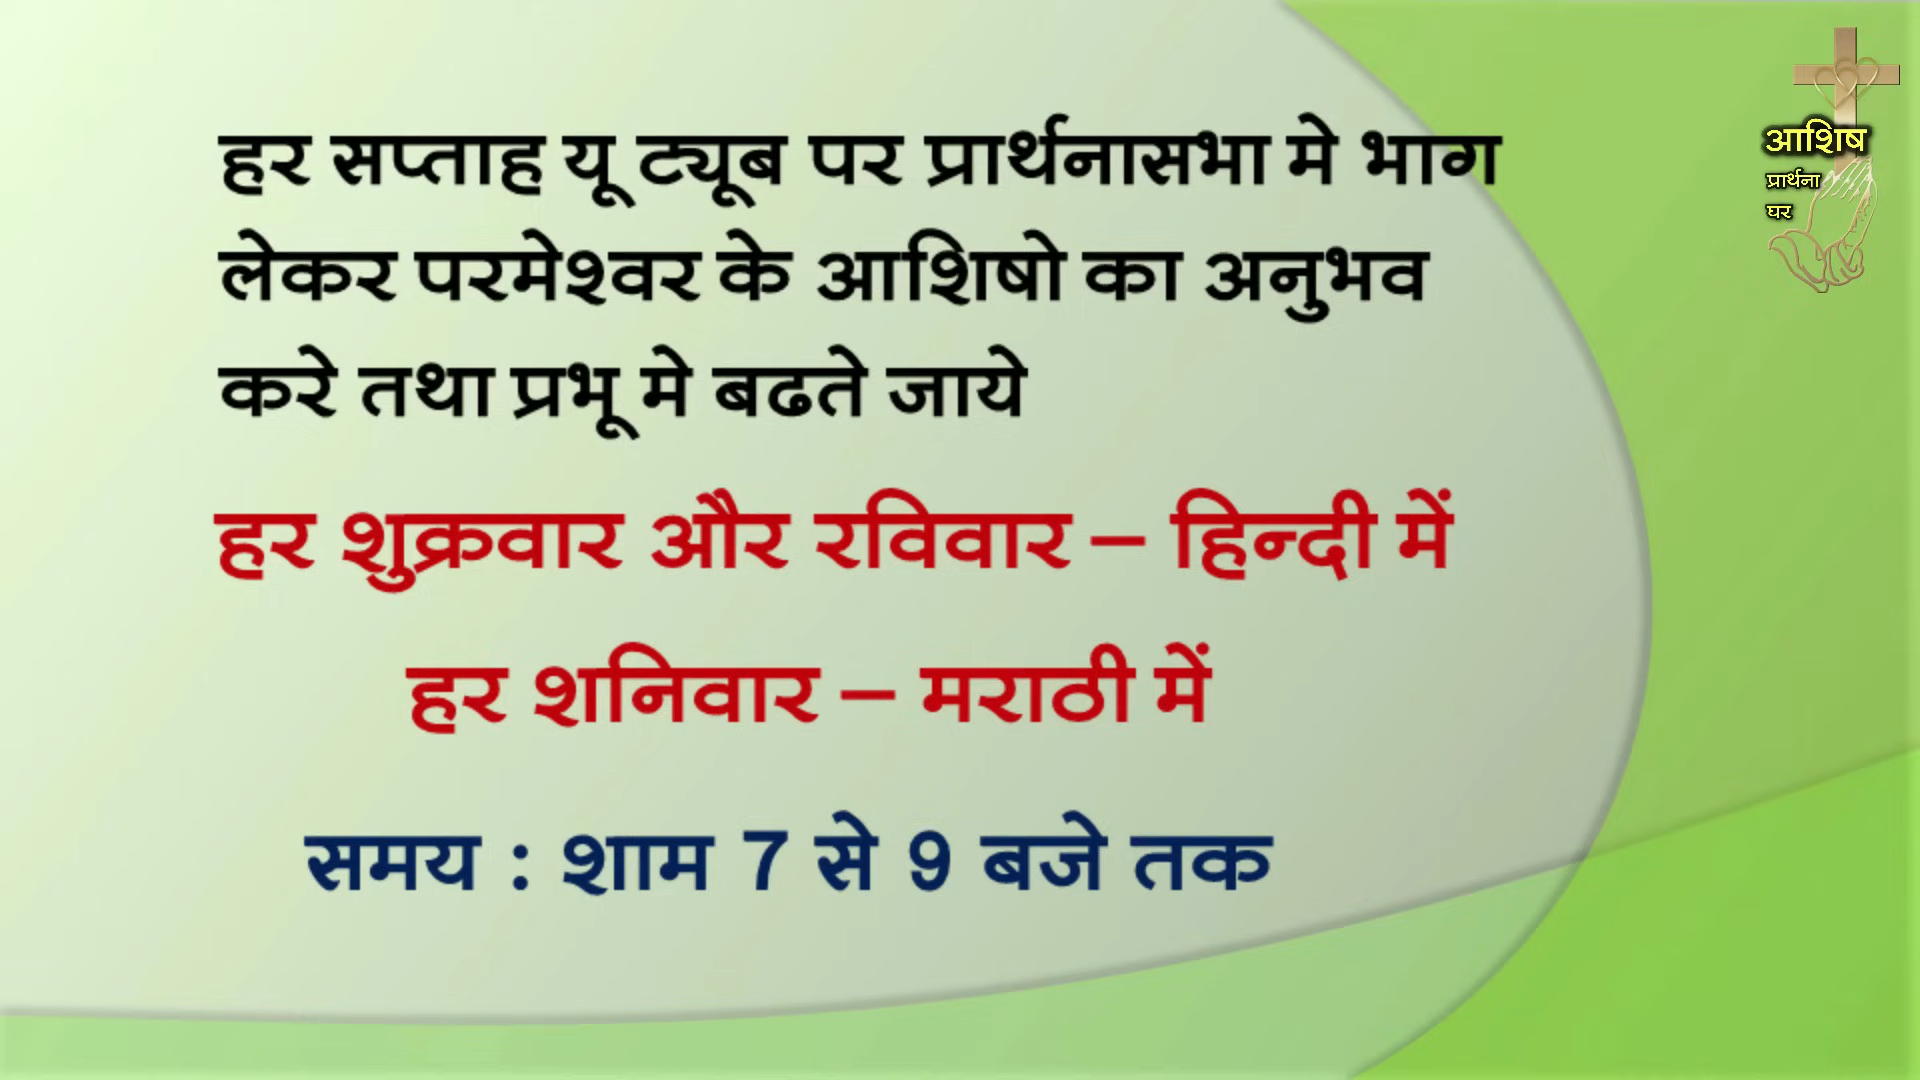 हर सप्ताह यू ट्यूब पर प्रार्थनासभा मे भाग
लेकर परमेश्वर के आशिषो का अनुभव
करे तथा प्रभू मे बढते जाये
हर शुक्रवार और रविवार – हिन्दी में
हर शनिवार – मराठी में
समय : शाम 7 से 9 बजे तक
आशिष
प्रार्थना
घर